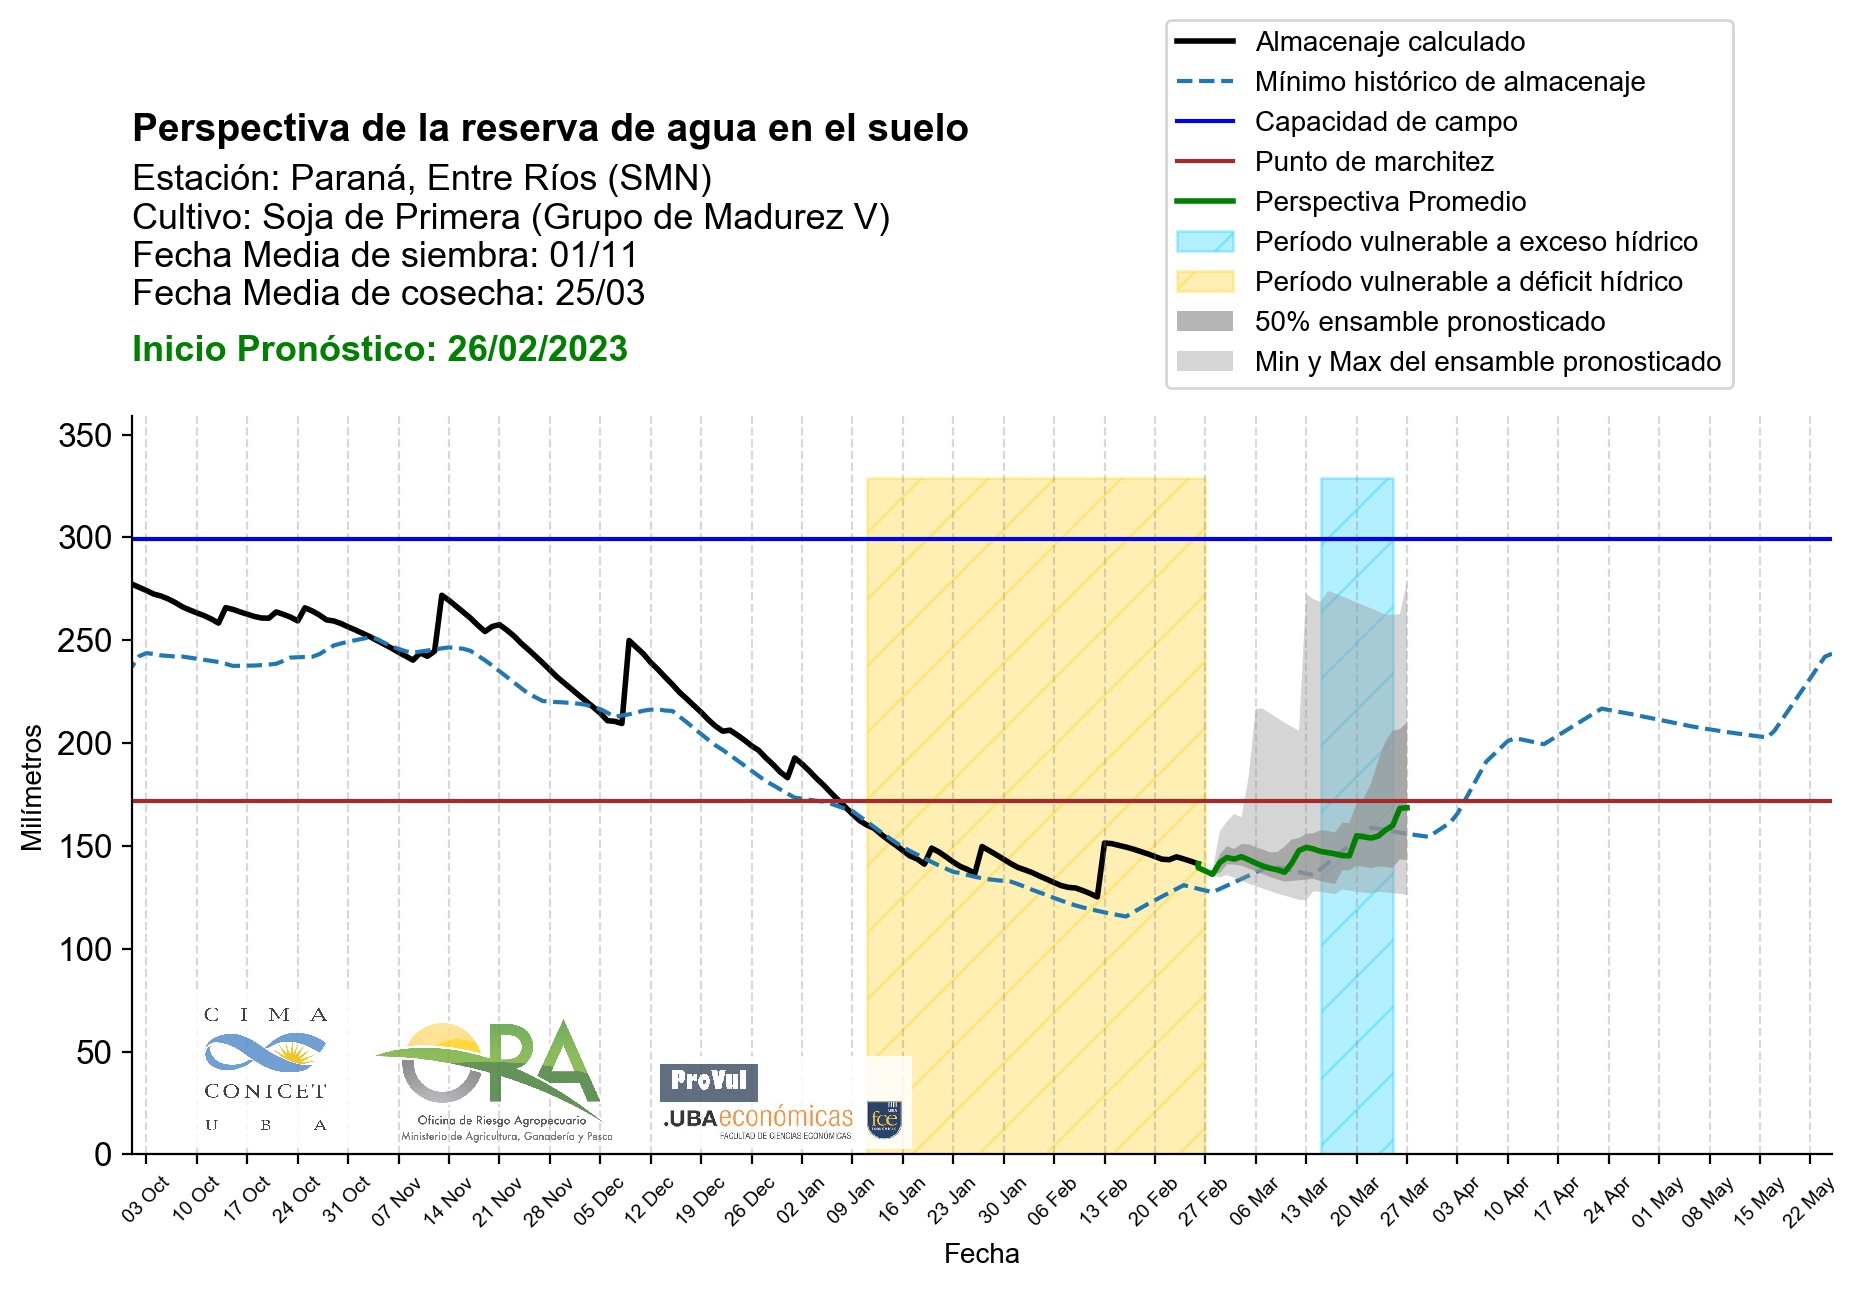 Almacenaje calculado
Mínimo histórico de almacenaje
Capacidad de campo
Punto de marchitez
Perspectiva Promedio
Período vulnerable a exceso hídrico
Período vulnerable a déficit hídrico
50% ensamble pronosticado
Min y Max del ensamble pronosticado
Perspectiva de la reserva de agua en el suelo
Estación: Paraná, Entre Ríos (SMN)
Cultivo: Soja de Primera (Grupo de Madurez V)
Fecha Media de siembra: 01/11
Fecha Media de cosecha: 25/03
Inicio Pronóstico: 26/02/2023
350
300
250
200
150
100
50
0
Milímetros
C I M A
CONICET
U B A
ORA
Oficina de Riesgo Agropecuario
Ministerio de Agricultura, Ganadería y Pesca
ProVul
.UBAeconómicas
FACULTAD DE CIENCIAS ECONÓMICAS
UBA
fce
ECONÓMICAS
03 Oct
10 Oct
17 Oct
24 Oct
31 Oct
07 Nov
14 Nov
21 Nov
28 Nov
05 Dec
12 Dec
19 Dec
26 Dec
02 Jan
09 Jan
16 Jan
23 Jan
30 Jan
06 Feb
13 Feb
20 Feb
27 Feb
06 Mar
13 Mar
20 Mar
27 Mar
03 Apr
10 Apr
17 Apr
24 Apr
01 May
08 May
15 May
22 May
Fecha